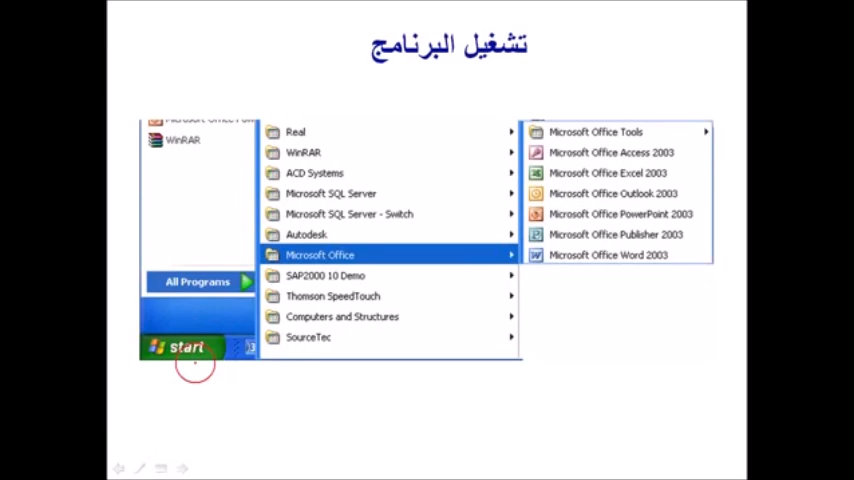 تشغيل البرنامج
WinRAR
All Programs
start
Real
WinRAR
ACD Systems
Microsoft SQL Server
Microsoft SQL Server - Switch
Autodesk
Microsoft Office
SAP2000 10 Demo
Thomson SpeedTouch
Computers and Structures
SourceTec
Microsoft Office Tools
Microsoft Office Access 2003
Microsoft Office Excel 2003
Microsoft Office Outlook 2003
Microsoft Office PowerPoint 2003
Microsoft Office Publisher 2003
Microsoft Office Word 2003